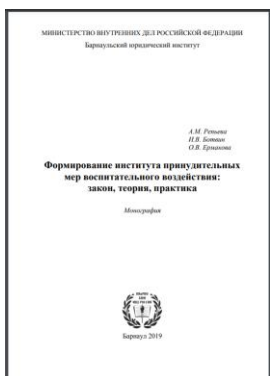 МИНИСТЕРСТВО ВНУТРЕННИХ ДЕЛ РОССИЙСКОЙ ФЕДЕРАЦИИ
Барнаульский юридический институт
А.М. Репьева
И.В. Ботвин
О.В. Ермакова
Формирование института принудительных
мер воспитательного воздействия:
закон, теория, практика
Монография
Барнаул 2019